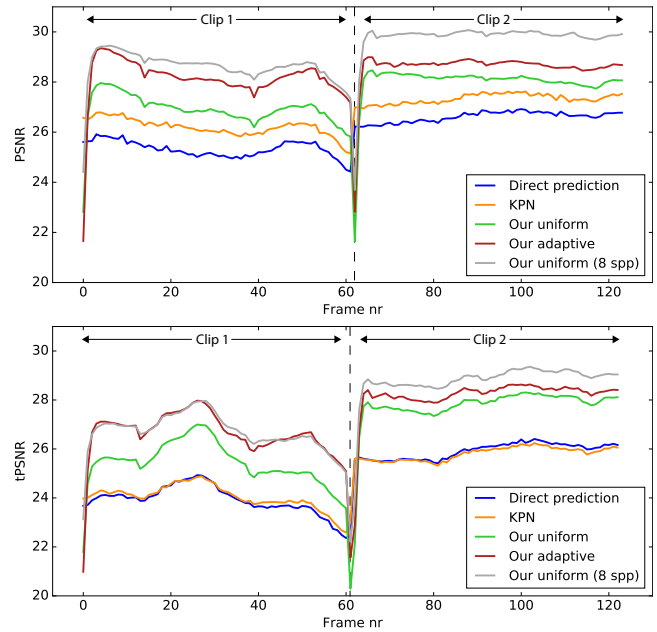 Clip 1
Clip 2
30
28
26
24
22
20
PSNR
0
20
40
60
80
100
120
Frame nr
Direct prediction
KPN
Our uniform
Our adaptive
Our uniform (8 spp)
Clip 1
Clip 2
30
28
26
24
22
20
tPSNR
0
20
40
60
80
100
120
Frame nr
Direct prediction
KPN
Our uniform
Our adaptive
Our uniform (8 spp)